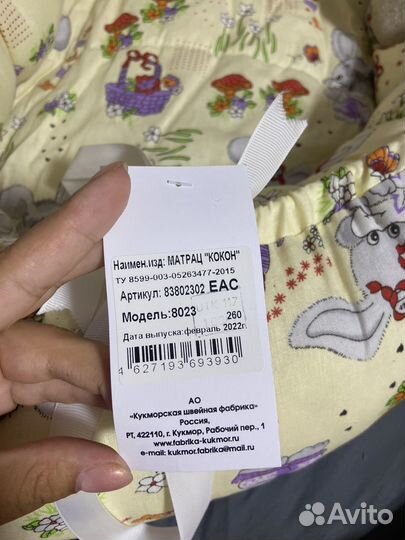 Наимен.изд: МАТРАЦ "КОКОН"
ТУ 8599-003-05263477-2015
Артикул: 83802302 EAC
Модель:8023
260
Дата выпуска:февраль 2022г.
4 627193 693930
АО
«Кукморская швейная фабрика»
Россия,
РТ, 422110, г. Кукмор, Рабочий пер., 1
www.fabrika-kukmor.ru
e-mail: kukmor.fabrika@mail.ru
Avito